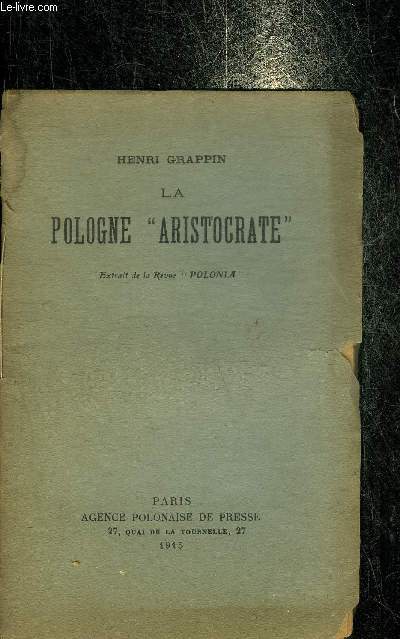 Le-livre.com
HENRI GRAPPIN
LA
POLOGNE "ARISTOCRATE"
Extrait de la Revue " POLONIA
PARIS
AGENCE POLONAISE DE PRESSE
27, QUAI DE LA TOURNELLE, 27
1915